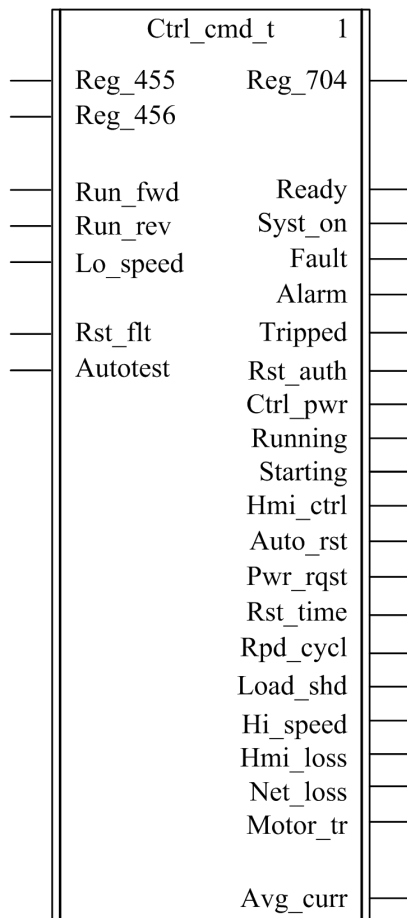 Ctrl_cmd_t 1
Reg_455 Reg_704
Reg_456
Run_fwd Ready
Run_rev Syst_on
Lo_speed Fault
Alarm
Rst_flt Tripped
Autotest Rst_auth
Ctrl_pwr
Running
Starting
Hmi_ctrl
Auto_rst
Pwr_rqst
Rst_time
Rpd_cycl
Load_shd
Hi_speed
Hmi_loss
Net_loss
Motor_tr
Avg_curr